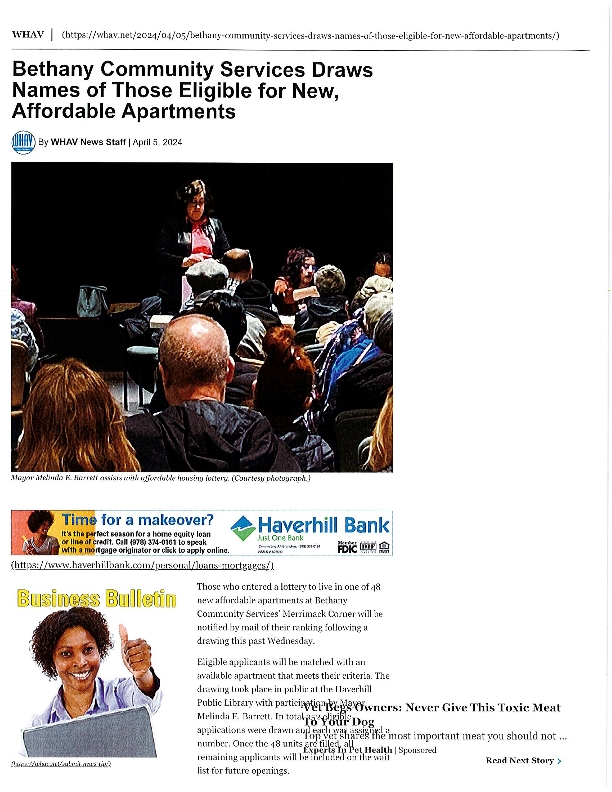 WHAV | (https://whav.net/2024/04/05/bethany-community-services-draws-names-of-those-eligible-for-new-affordable-apartments/)
Bethany Community Services Draws
Names of Those Eligible for New,
Affordable Apartments
WHAV
By WHAV News Staff | April 5, 2024
Mayor Melinda E. Barrett assists with affordable housing lottery. (Courtesy photograph.)
Time for a makeover?
It's the perfect season for a home equity loan
or line of credit. Call (978) 374-0161 to speak
with a mortgage originator or click to apply online.
Haverhill Bank
Just One Bank
Member
FDIC
(https://www.haverhillbank.com/personal/loans-mortgages/)
Business Bulletin
(https://whav.net/submit-news-tip/)
Those who entered a lottery to live in one of 48
new affordable apartments at Bethany
Community Services' Merrimack Corner will be
notified by mail of their ranking following a
drawing this past Wednesday.
Eligible applicants will be matched with an
available apartment that meets their criteria. The
drawing took place in public at the Haverhill
Public Library with participation by Mayor
Melinda E. Barrett. In total, eligible
applications were drawn and each was assigned a
number. Once the 48 units are filled, all
remaining applicants will be included on the wait
list for future openings.
Vet Begs Owners: Never Give This Toxic Meat
To Your Dog
Top vet shares the most important meat you should not ...
Experts In Pet Health | Sponsored
Read Next Story >